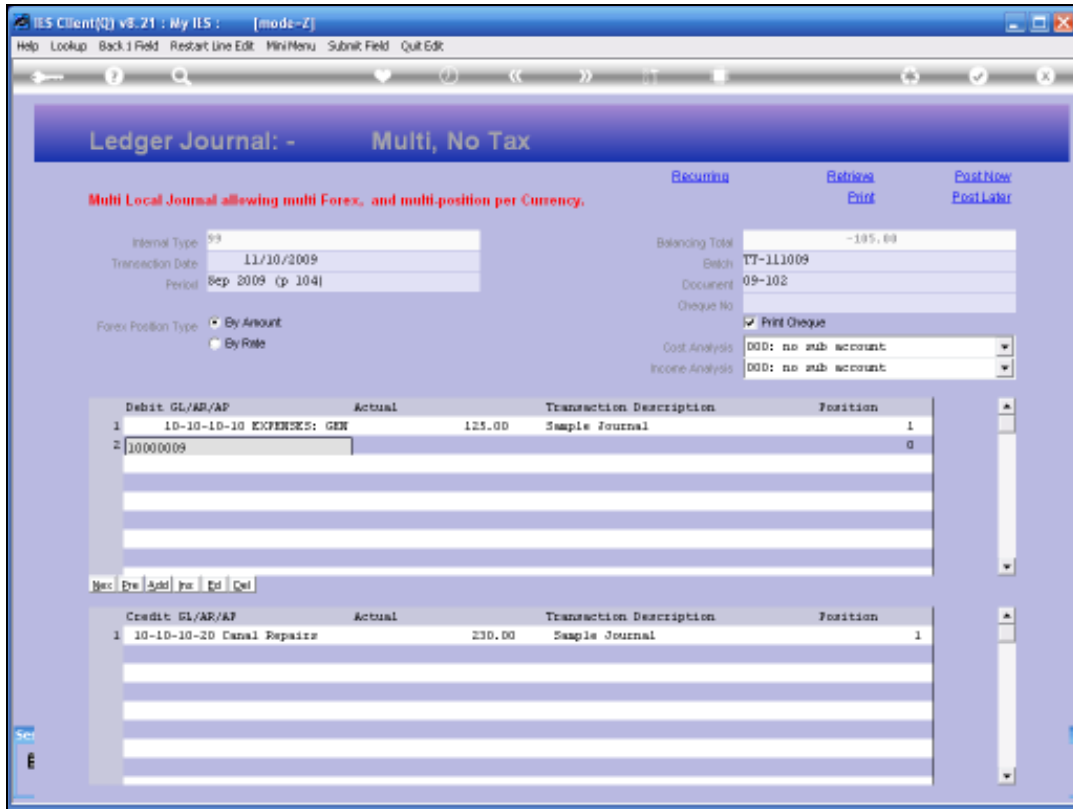 IES Client(Q) v8.21 : My IES : [mode-Z]
Help Lookup Back 1 Field Restart Line Edit MiniMenu Submit Field Quit Edit
Ledger Journal: - Multi, No Tax
Recurring Retrieve Post Now
Multi Local Journal allowing multi Forex, and multi-position per Currency. Print Post Later
Internal Type 99 Balancing Total -105.00
Transaction Date 11/10/2009 Batch TT-111009
Period Sep 2009 (p 104) Document 09-102
Cheque No
Forex Position Type By Amount Print Cheque
By Rate Cost Analysis 000: no sub account
Income Analysis 000: no sub account
Debit GL/AR/AP Actual Transaction Description Position
1 10-10-10-10 EXPENSES: GEN 125.00 Sample Journal 1
2 10000009 0
Nex Pre Add Ins Ed Del
Credit GL/AR/AP Actual Transaction Description Position
1 10-10-10-20 Canal Repairs 230.00 Sample Journal 1